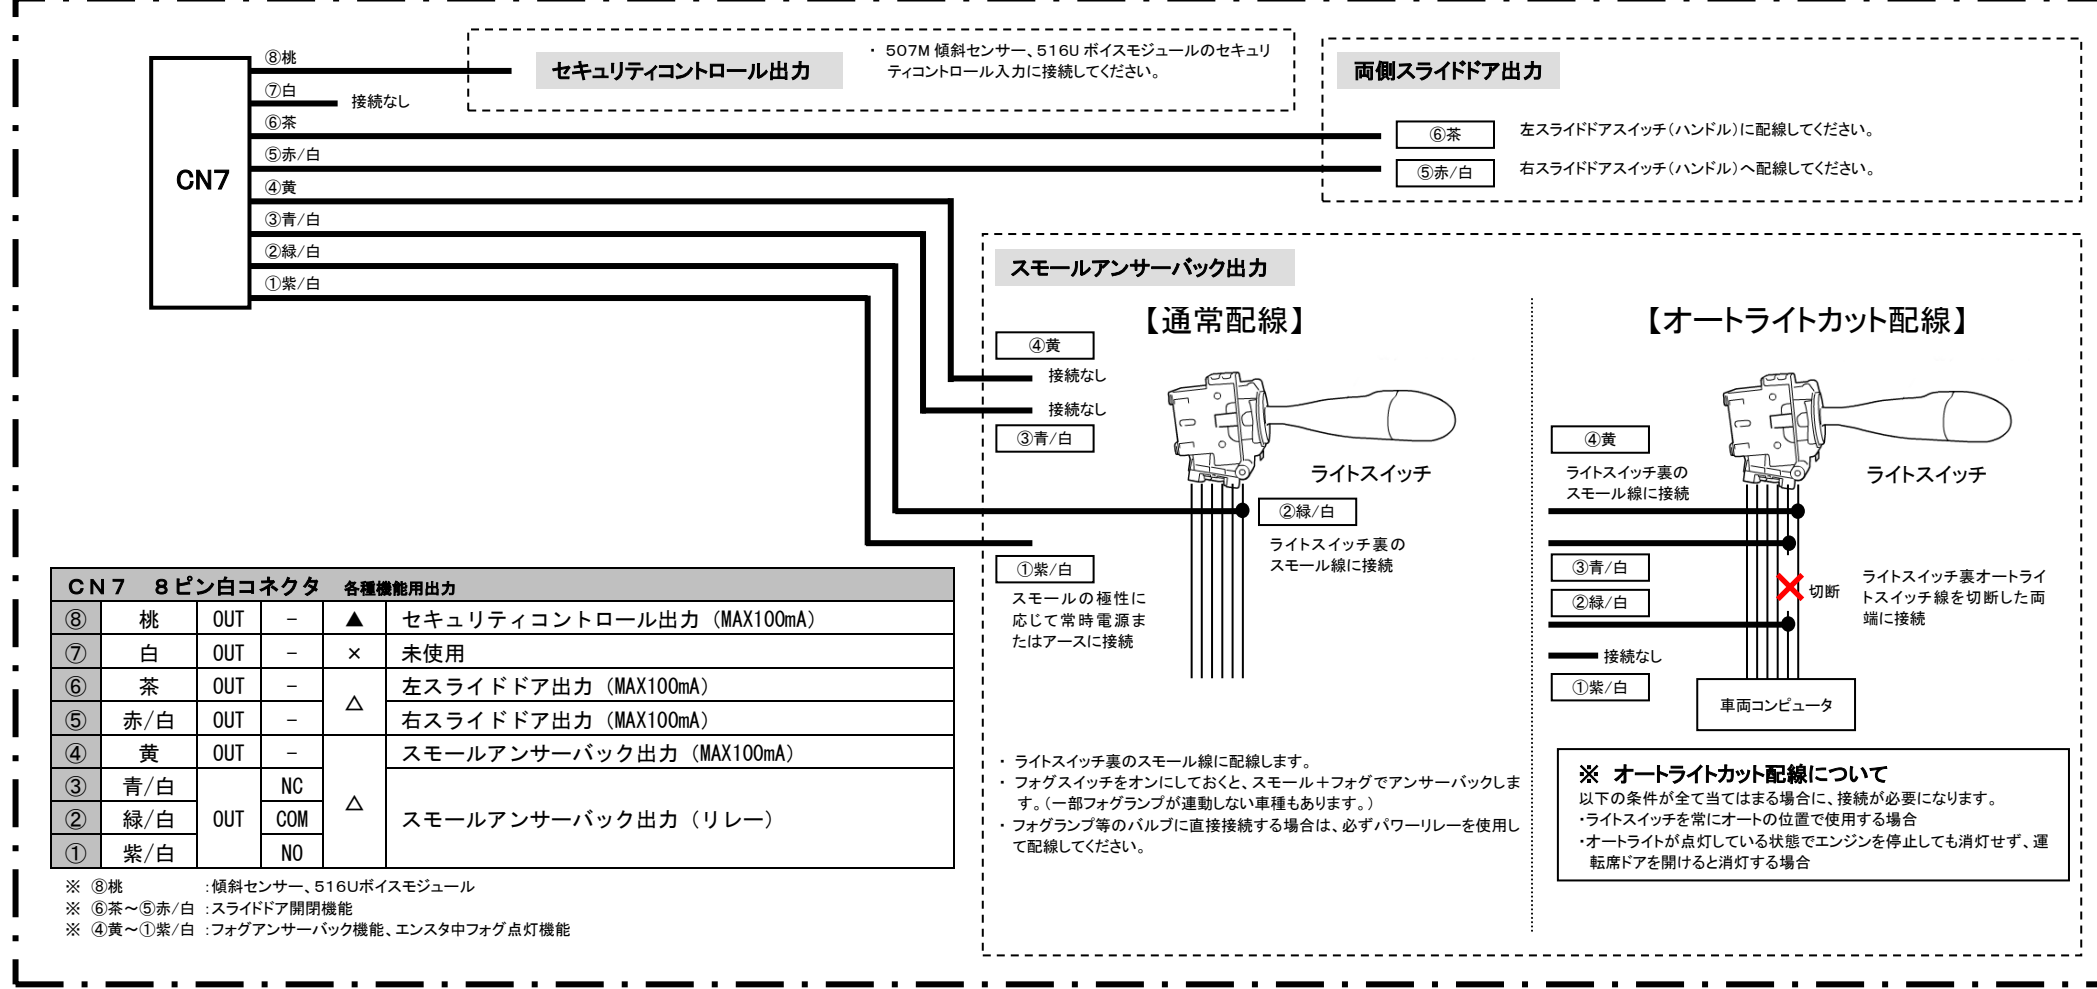 CN7
⑧桃
⑦白
接続なし
⑥茶
⑤赤/白
④黄
③青/白
②緑/白
①紫/白
セキュリティコントロール出力
・ 507M 傾斜センサー、516U ボイスモジュールのセキュリ
ティコントロール入力に接続してください。
両側スライドドア出力
⑥茶
左スライドドアスイッチ(ハンドル)に配線してください。
⑤赤/白
右スライドドアスイッチ(ハンドル)へ配線してください。
スモールアンサーバック出力
【通常配線】
④黄
接続なし
接続なし
③青/白
ライトスイッチ
②緑/白
ライトスイッチ裏の
スモール線に接続
①紫/白
スモールの極性に
応じて常時電源ま
たはアースに接続
・ ライトスイッチ裏のスモール線に配線します。
・ フォグスイッチをオンにしておくと、スモール+フォグでアンサーバックしま
す。(一部フォグランプが連動しない車種もあります。)
・ フォグランプ等のバルブに直接接続する場合は、必ずパワーリレーを使用し
て配線してください。
【オートライトカット配線】
④黄
ライトスイッチ裏の
スモール線に接続
ライトスイッチ
③青/白
②緑/白
切断
ライトスイッチ裏オートライ
トスイッチ線を切断した両
端に接続
接続なし
①紫/白
車両コンピュータ
※ オートライトカット配線について
以下の条件が全て当てはまる場合に、接続が必要になります。
・ライトスイッチを常にオートの位置で使用する場合
・オートライトが点灯している状態でエンジンを停止しても消灯せず、運
転席ドアを開けると消灯する場合
CN7 8ピン白コネクタ 各種機能用出力
⑧ 桃 OUT - ▲ セキュリティコントロール出力(MAX100mA)
⑦ 白 OUT - × 未使用
⑥ 茶 OUT - △ 左スライドドア出力(MAX100mA)
⑤ 赤/白 OUT - 右スライドドア出力(MAX100mA)
④ 黄 OUT - スモールアンサーバック出力(MAX100mA)
③ 青/白 NC
② 緑/白 OUT COM △ スモールアンサーバック出力(リレー)
① 紫/白 NO
※ ⑧桃 :傾斜センサー、516Uボイスモジュール
※ ⑥茶～⑤赤/白 :スライドドア開閉機能
※ ④黄～①紫/白 :フォグアンサーバック機能、エンスタ中フォグ点灯機能